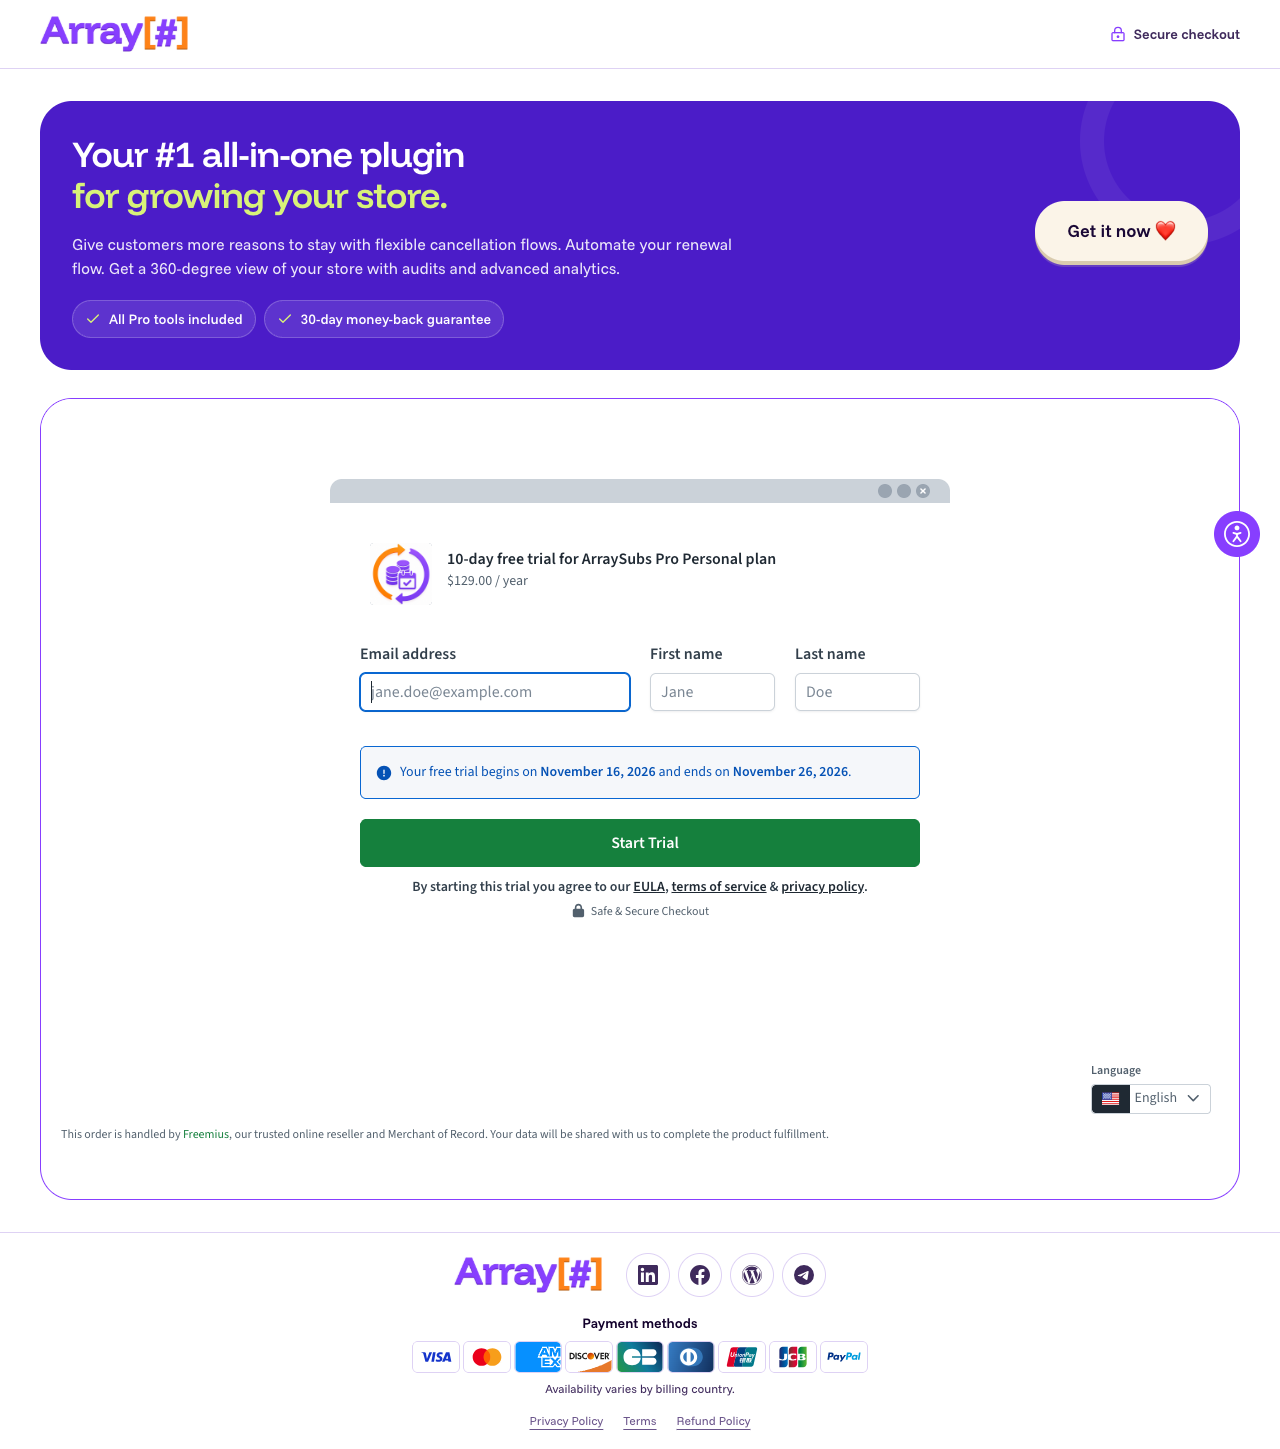 Array[#]
Secure checkout
Your #1 all-in-one plugin
for growing your store.
Give customers more reasons to stay with flexible cancellation flows. Automate your renewal
flow. Get a 360-degree view of your store with audits and advanced analytics.
All Pro tools included
30-day money-back guarantee
Get it now ❤️
10-day free trial for ArraySubs Pro Personal plan
$129.00 / year
Email address
First name
Last name
jane.doe@example.com
Jane
Doe
Your free trial begins on November 16, 2026 and ends on November 26, 2026.
Start Trial
By starting this trial you agree to our EULA, terms of service & privacy policy.
Safe & Secure Checkout
Language
English
This order is handled by Freemius, our trusted online reseller and Merchant of Record. Your data will be shared with us to complete the product fulfillment.
Array[#]
Payment methods
VISA
AM
EX
DISCOVER
CB
UnionPay
银联
JCB
PayPal
Availability varies by billing country.
Privacy Policy
Terms
Refund Policy